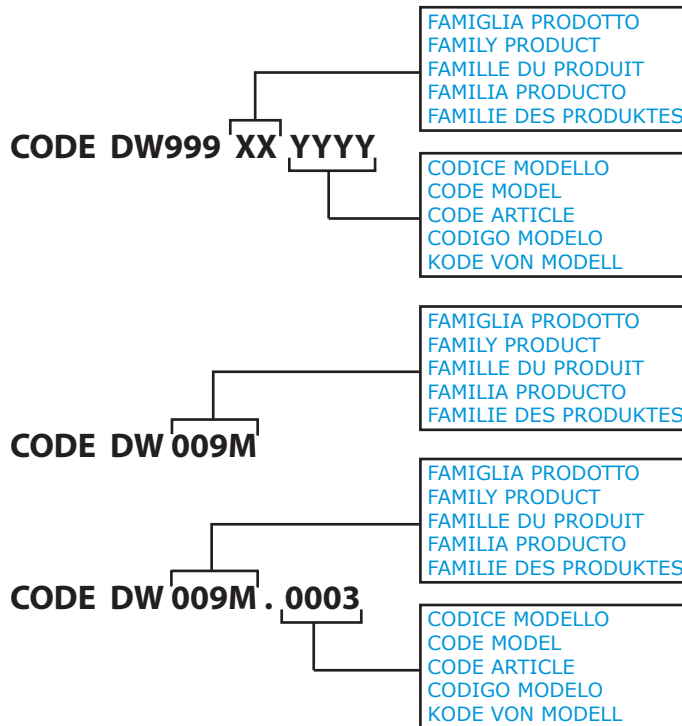 FAMIGLIA PRODOTTO
FAMILY PRODUCT
FAMILLE DU PRODUIT
FAMILIA PRODUCTO
FAMILIE DES PRODUKTES
CODE DW999 XX YYYY
CODICE MODELLO
CODE MODEL
CODE ARTICLE
CODIGO MODELO
KODE VON MODELL
FAMIGLIA PRODOTTO
FAMILY PRODUCT
FAMILLE DU PRODUIT
FAMILIA PRODUCTO
FAMILIE DES PRODUKTES
CODE DW 009M
FAMIGLIA PRODOTTO
FAMILY PRODUCT
FAMILLE DU PRODUIT
FAMILIA PRODUCTO
FAMILIE DES PRODUKTES
CODE DW 009M . 0003
CODICE MODELLO
CODE MODEL
CODE ARTICLE
CODIGO MODELO
KODE VON MODELL